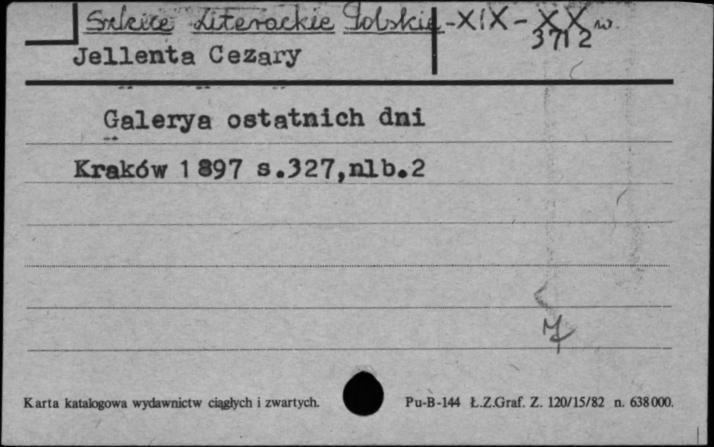 Szkice Literackie Polskie - XIX - XX w.
3712
Jellenta Cezary
Galerya ostatnich dni
Kraków 1897 s.327,nlb.2
Karta katalogowa wydawnictw ciągłych i zwartych.
Pu-B-144 Ł.Z.Graf. Z. 120/15/82 n. 638000.